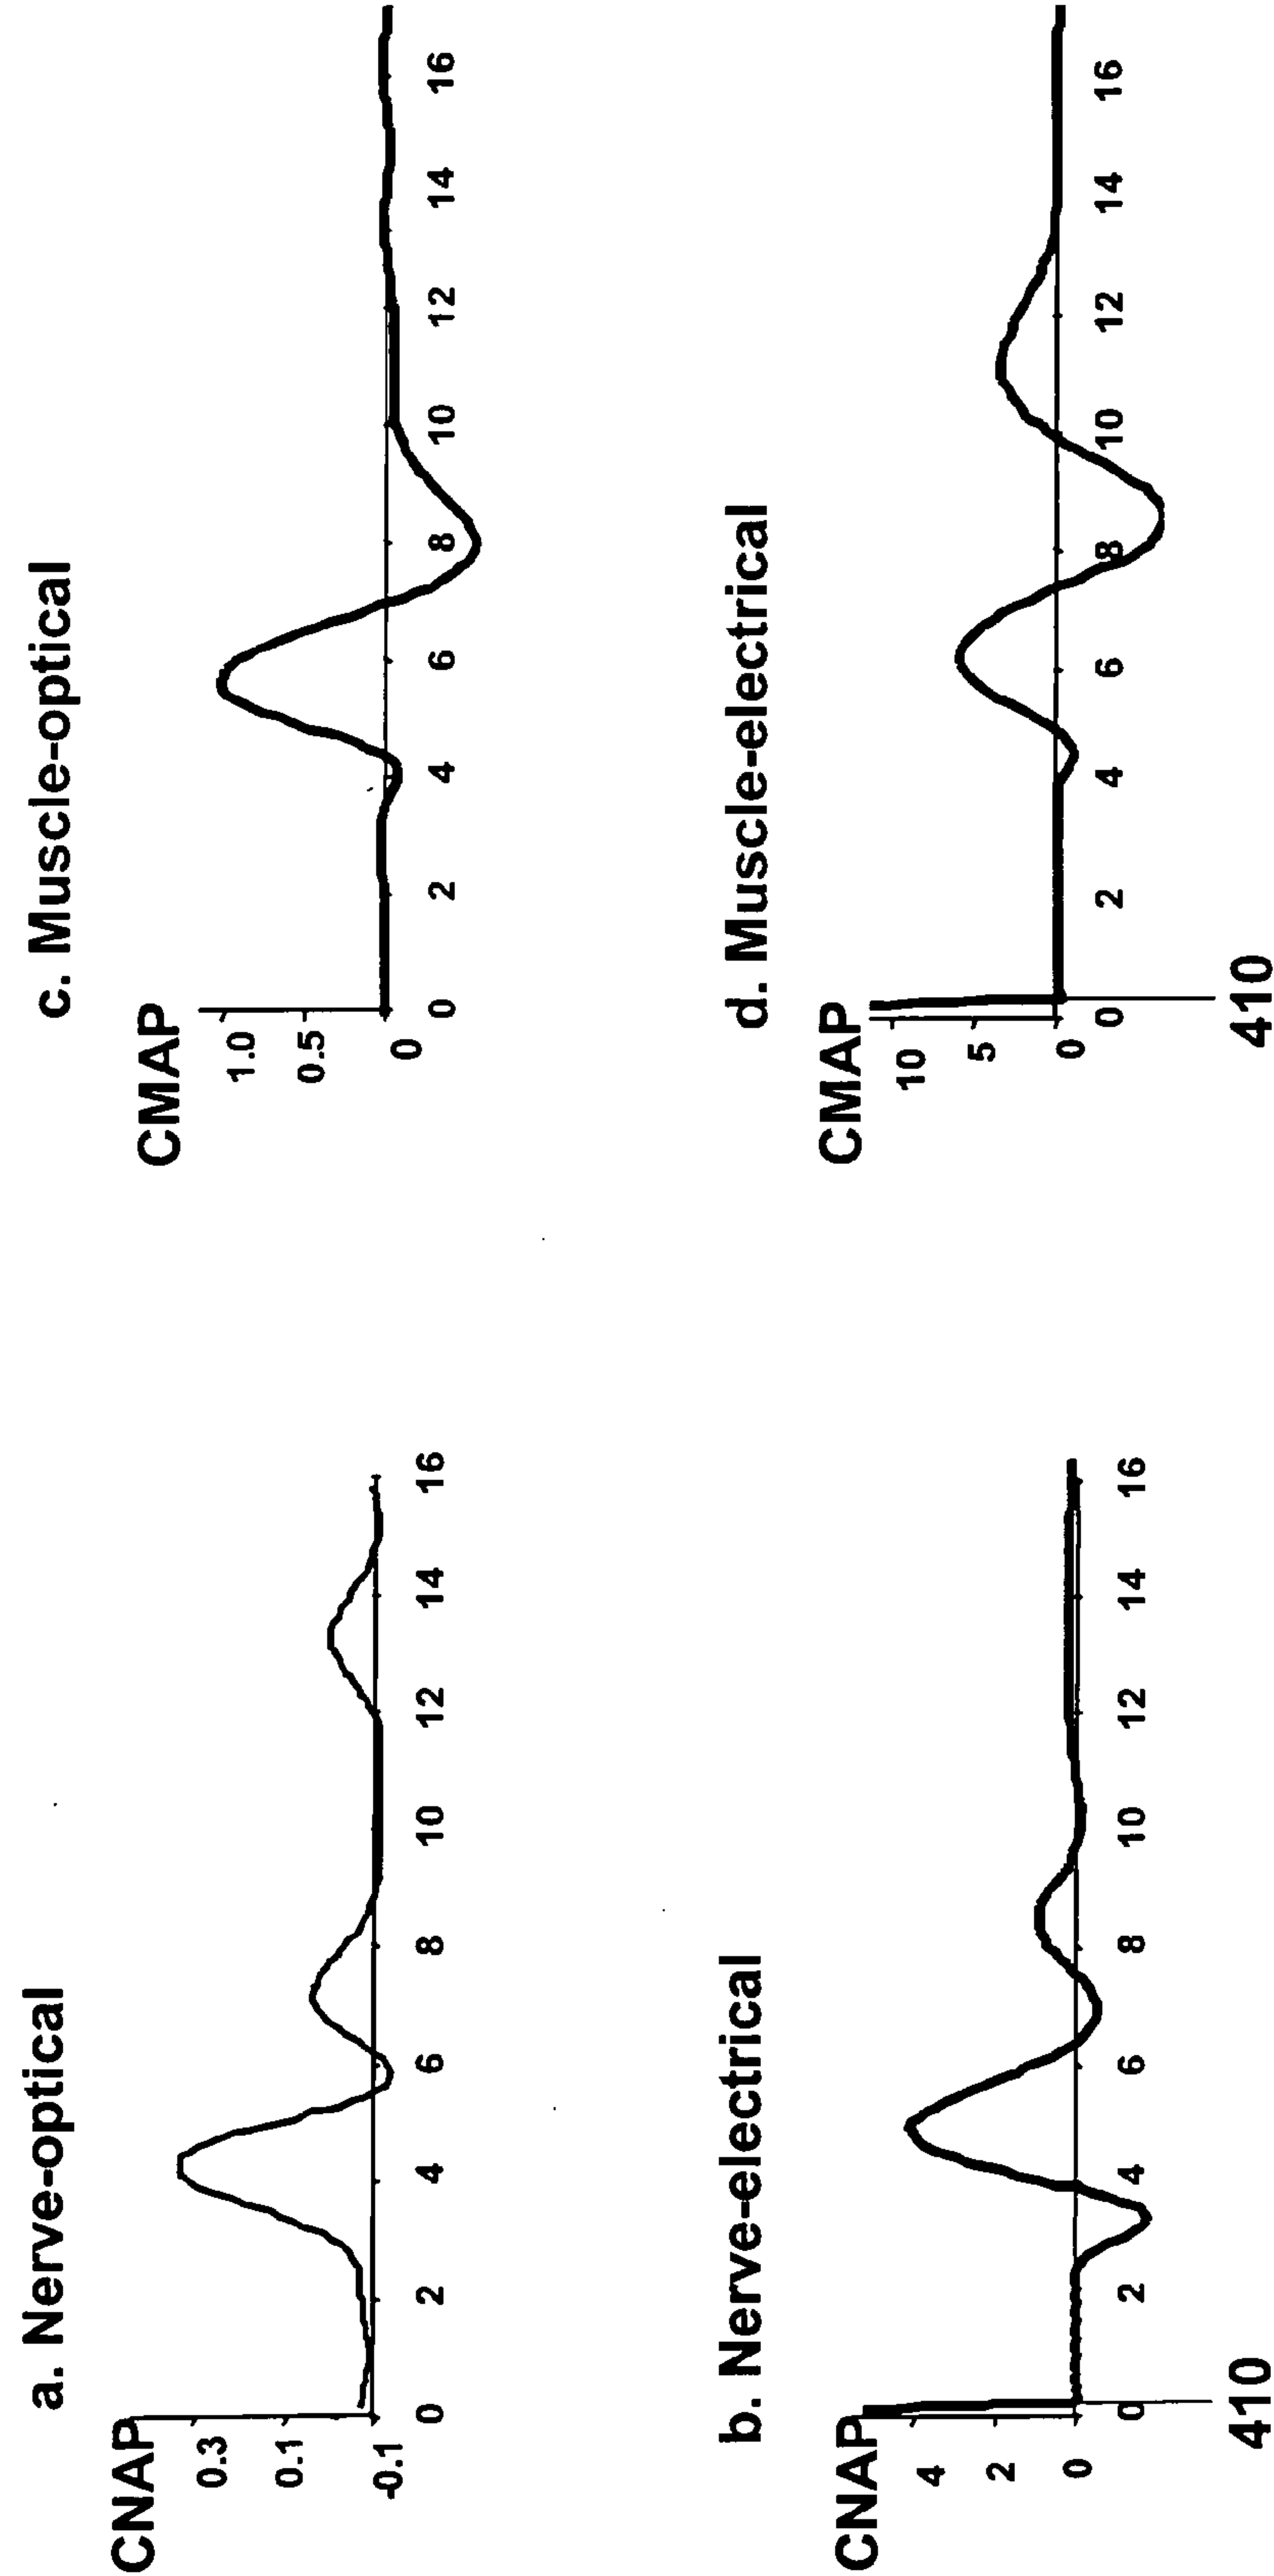 a. Nerve-optical
CNAP
0.3
0.1
-0.1
0 2 4 6 8 10 12 14 16
b. Nerve-electrical
CNAP
4
2
0
0 2 4 6 8 10 12 14 16
410
c. Muscle-optical
CMAP
1.0
0.5
0
0 2 4 6 8 10 12 14 16
d. Muscle-electrical
CMAP
10
5
0
0 2 4 6 8 10 12 14 16
410